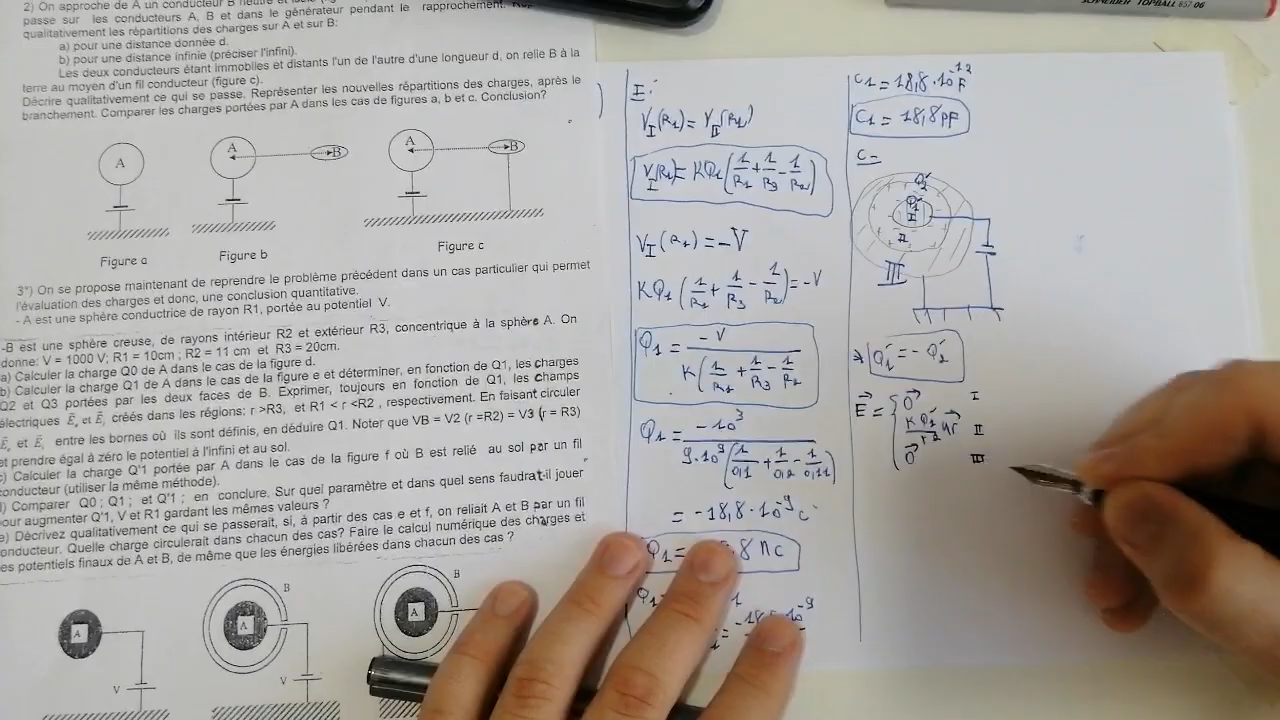 2). On approche de A un conducteur B neutre et
passe sur les conducteurs A, B et dans le générateur pendant le rapprochement.
qualitativement les répartitions des charges sur A et sur B:
a) pour une distance donnée d.
b) pour une distance infinie (préciser l'infini).
Les deux conducteurs étant immobiles et distants l'un de l'autre d'une longueur d, on relie B à la
terre au moyen d'un fil conducteur (figure c).
Décrire qualitativement ce qui se passe. Représenter les nouvelles répartitions des charges, après le
branchement. Comparer les charges portées par A dans les cas de figures a, b et c. Conclusion?
A
A
B
A
B
Figure a
Figure b
Figure c
3°) On se propose maintenant de reprendre le problème précédent dans un cas particulier qui permet
l'évaluation des charges et donc, une conclusion quantitative.
- A est une sphère conductrice de rayon R1, portée au potentiel V.
-B est une sphère creuse, de rayons intérieur R2 et extérieur R3, concentrique à la sphère A. On
donne: V = 1000 V; R1 = 10cm ; R2 = 11 cm et R3 = 20cm.
a) Calculer la charge Q0 de A dans le cas de la figure d.
b) Calculer la charge Q1 de A dans le cas de la figure e et déterminer, en fonction de Q1, les charges
Q2 et Q3 portées par les deux faces de B. Exprimer, toujours en fonction de Q1, les champs
électriques E⃗e et E⃗i créés dans les régions: r >R3, et R1 < r <R2 , respectivement. En faisant circuler
E⃗e et E⃗i entre les bornes où ils sont définis, en déduire Q1. Noter que VB = V2 (r =R2) = V3 (r = R3)
et prendre égal à zéro le potentiel à l'infini et au sol.
c) Calculer la charge Q'1 portée par A dans le cas de la figure f où B est relié au sol par un fil
conducteur (utiliser la même méthode).
d) Comparer Q0 ; Q1 ; et Q'1 ; en conclure. Sur quel paramètre et dans quel sens faudrat-il jouer
pour augmenter Q'1, V et R1 gardant les mêmes valeurs ?
e) Décrivez qualitativement ce qui se passerait, si, à partir des cas e et f, on reliait A et B par un fil
conducteur. Quelle charge circulerait dans chacun des cas? Faire le calcul numérique des charges et
les potentiels finaux de A et B, de même que les énergies libérées dans chacun des cas ?
A
V
A
B
V
A
B
I:
V_I(R1) = V_II(R1)
V_I(R1) = KQ1(1/R1 + 1/R3 - 1/R2)
V_I(R1) = -V
KQ1(1/R1 + 1/R3 - 1/R2) = -V
Q1 = -V / K(1/R1 + 1/R3 - 1/R2)
Q1 = -10³ / 9.10⁹(1/0,1 + 1/0,2 - 1/0,11)
= -18,8.10⁻⁹ C
Q1 = 8 nC
Q1
C1 = 18,8.10⁻¹² F
C1 = 18,8 pF
C-
Q'2
Q'1
I
II
III
* Q'1 = - Q'2
E⃗ = { 0⃗ I
KQ'1/r² u⃗r II
0⃗ III
SCHNEIDER TOPBALL 857 06